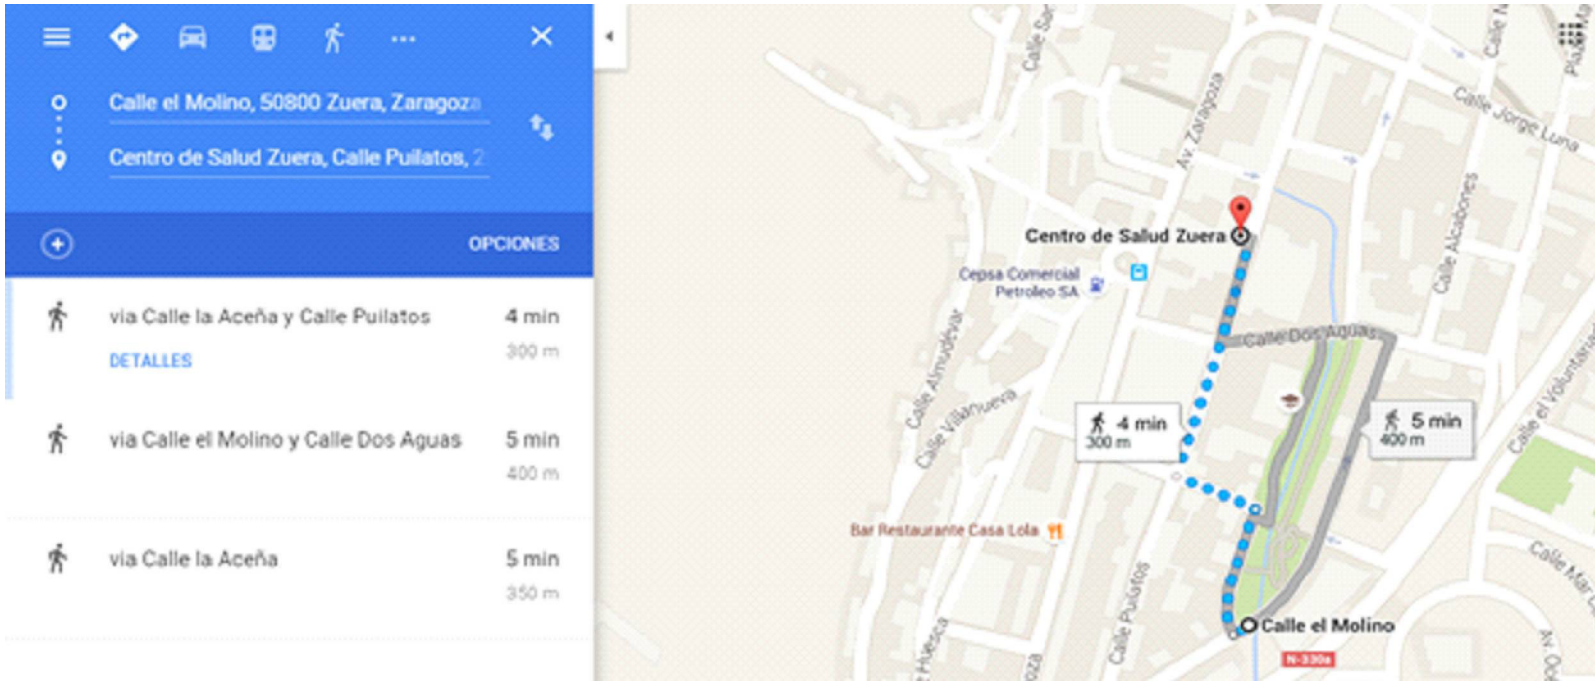 Calle el Molino, 50800 Zuera, Zaragoza
Centro de Salud Zuera, Calle Puilatos, 2
OPCIONES
via Calle la Aceña y Calle Puilatos 4 min
DETALLES 300 m
via Calle el Molino y Calle Dos Aguas 5 min
400 m
via Calle la Aceña 5 min
350 m
Av. Zaragoza
Calle Jorge Luna
Calle Alcabones
Centro de Salud Zuera
Cepsa Comercial
Petroleo SA
Calle Almudévar
Calle Villanueva
Calle Dos Aguas
Calle el Voluntaria
4 min
300 m
5 min
400 m
Bar Restaurante Casa Lola
Calle Puilatos
Calle el Molino
N-330a
Huesca